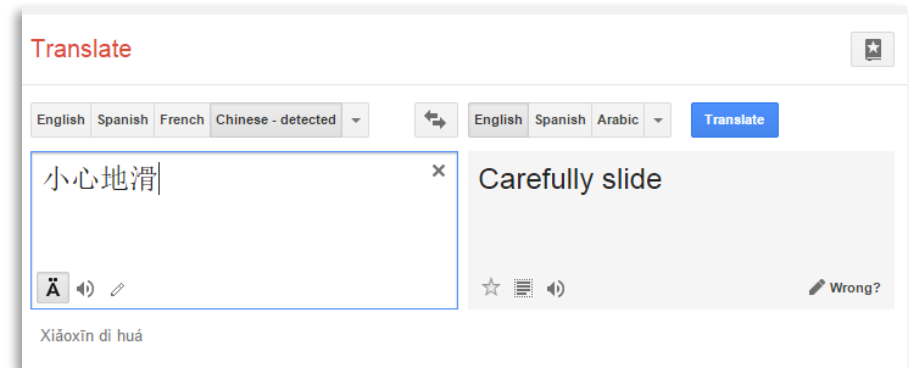 Translate
English Spanish French Chinese - detected English Spanish Arabic Translate
小心地滑 Carefully slide
Ä Wrong?
Xiǎoxīn di huá